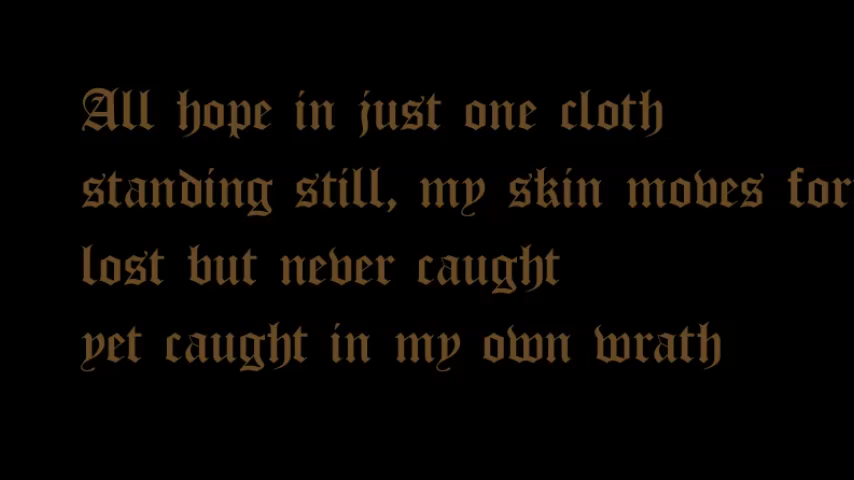 All hope in just one cloth
standing still, my skin moves for
lost but never caught
yet caught in my own wrath